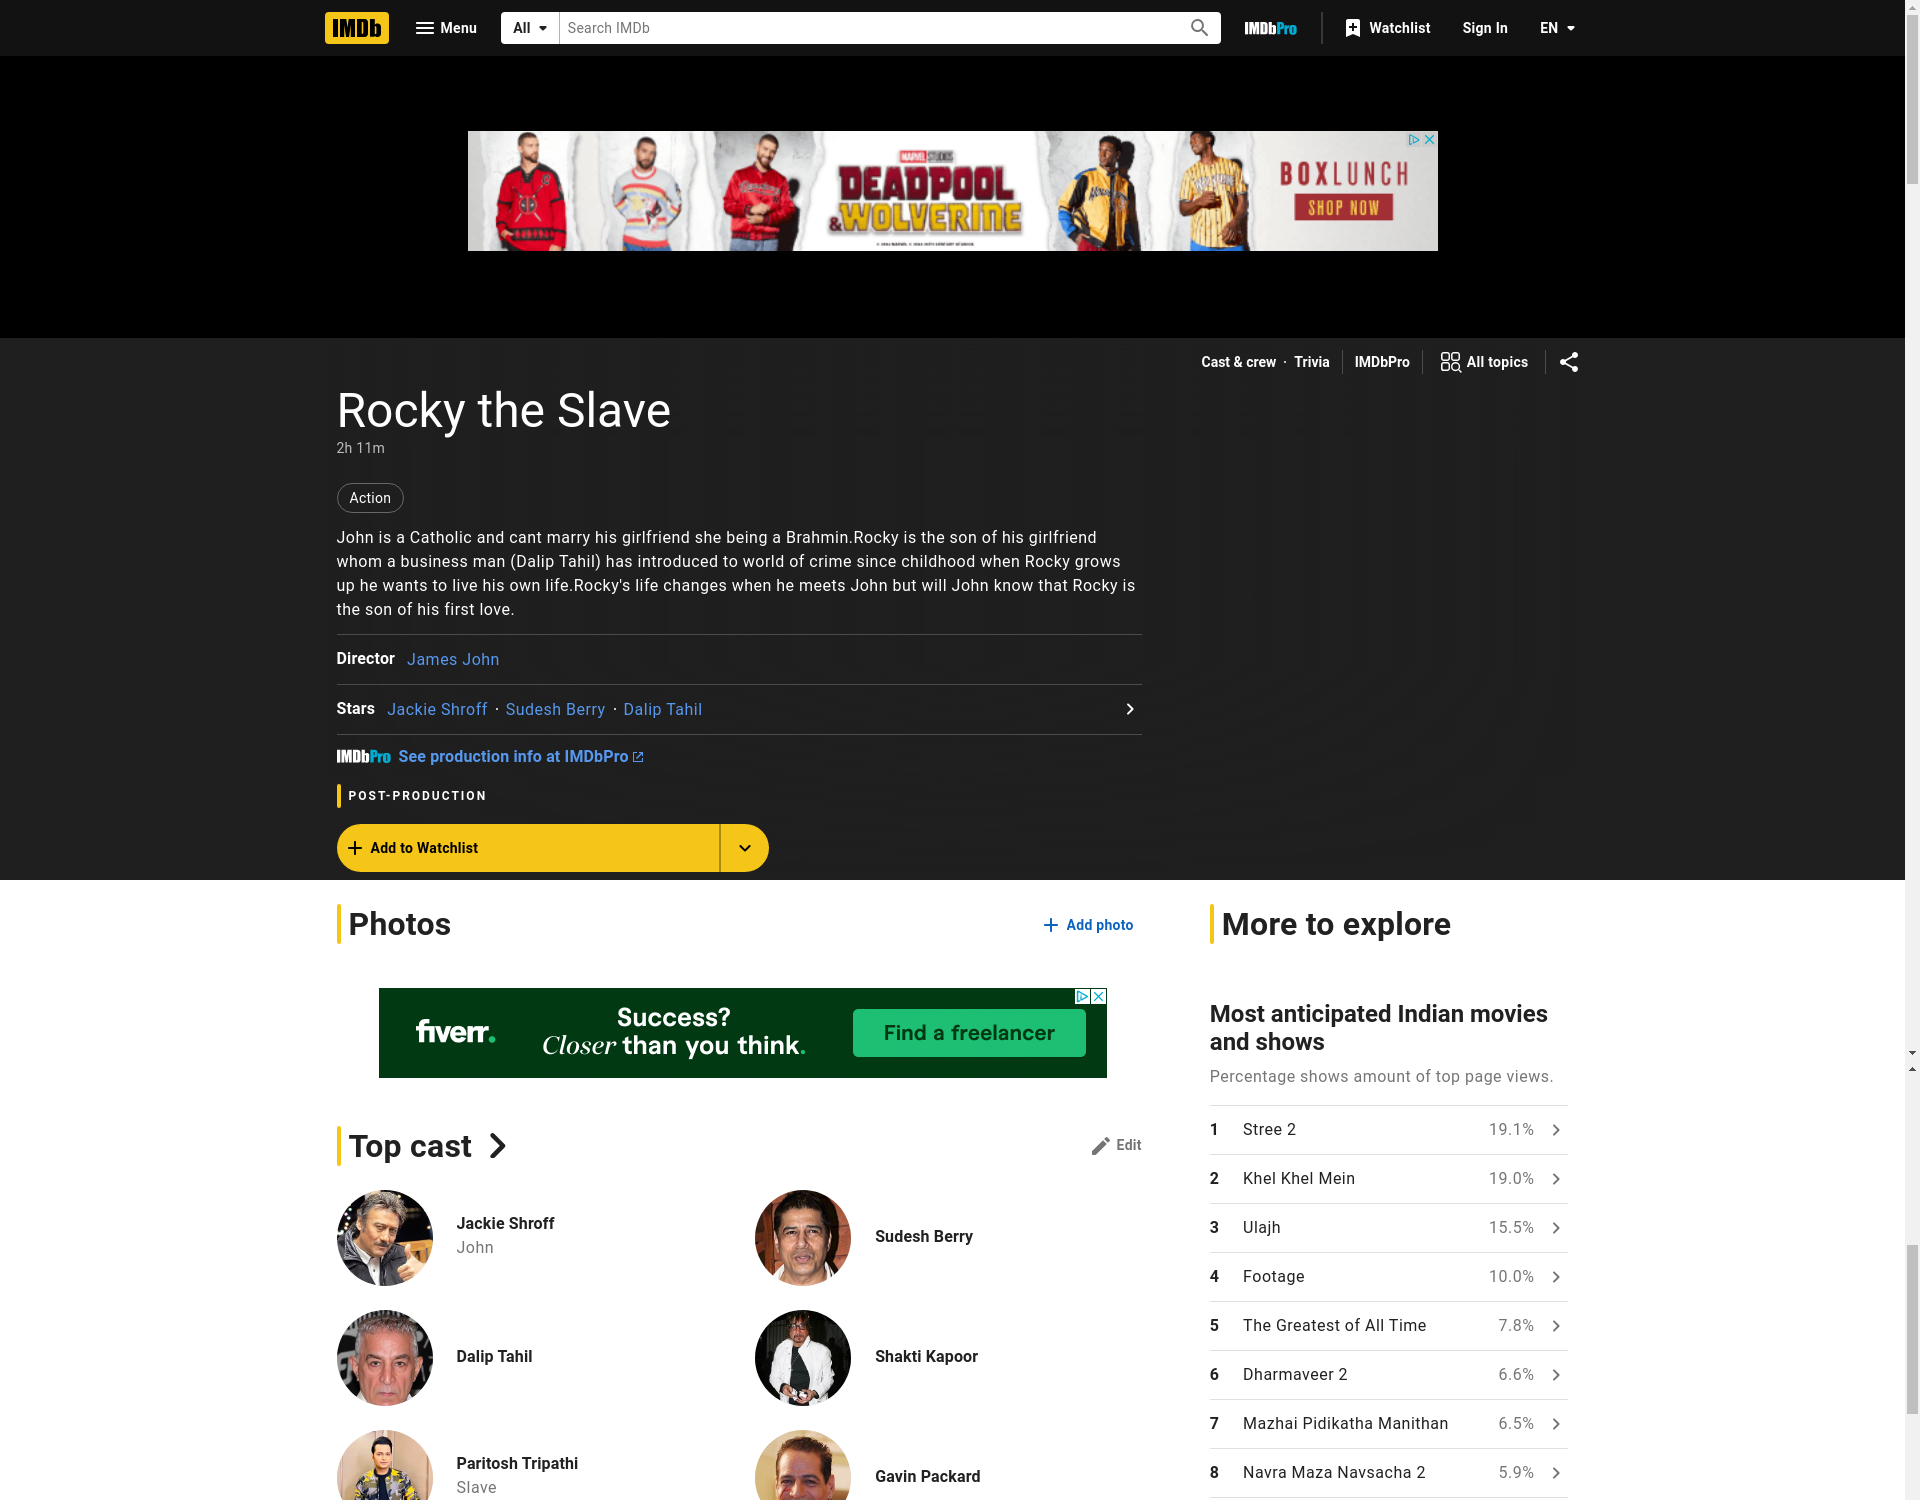 IMDb
Menu
All
Search IMDb
IMDbPro
Watchlist
Sign In
EN
MARVEL STUDIOS
DEADPOOL
& WOLVERINE
BOXLUNCH
SHOP NOW
Cast & crew · Trivia
IMDbPro
All topics
Rocky the Slave
2h 11m
Action
John is a Catholic and cant marry his girlfriend she being a Brahmin.Rocky is the son of his girlfriend
whom a business man (Dalip Tahil) has introduced to world of crime since childhood when Rocky grows
up he wants to live his own life.Rocky's life changes when he meets John but will John know that Rocky is
the son of his first love.
Director James John
Stars Jackie Shroff · Sudesh Berry · Dalip Tahil
IMDbPro See production info at IMDbPro
POST-PRODUCTION
Add to Watchlist
Photos
Add photo
fiverr.
Success?
Closer than you think.
Find a freelancer
Top cast
Edit
Jackie Shroff
John
Sudesh Berry
Dalip Tahil
Shakti Kapoor
Paritosh Tripathi
Slave
Gavin Packard
More to explore
Most anticipated Indian movies
and shows
Percentage shows amount of top page views.
1 Stree 2 19.1%
2 Khel Khel Mein 19.0%
3 Ulajh 15.5%
4 Footage 10.0%
5 The Greatest of All Time 7.8%
6 Dharmaveer 2 6.6%
7 Mazhai Pidikatha Manithan 6.5%
8 Navra Maza Navsacha 2 5.9%